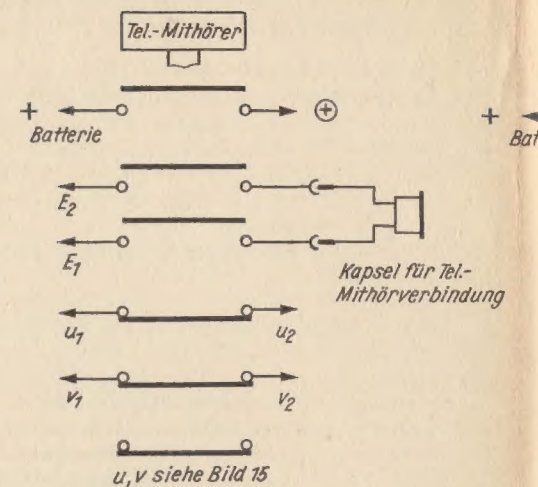 Tel.-Mithörer
+
⊕
+
Batterie
Bat
E₂
E₁
Kapsel für Tel.-
Mithörverbindung
u₁
u₂
v₁
v₂
u, v siehe Bild 15